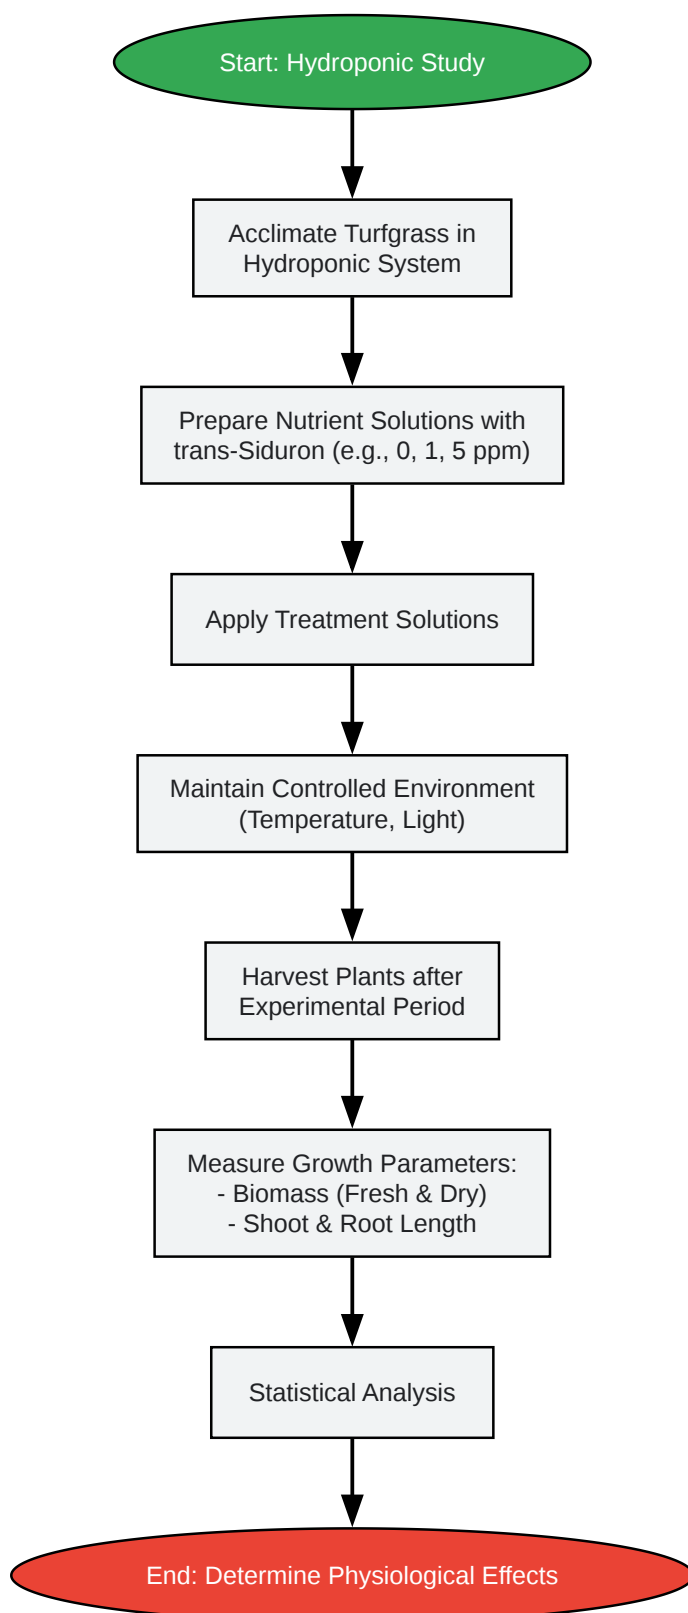 Start: Hydroponic Study
Acclimate Turfgrass in
Hydroponic System
Prepare Nutrient Solutions with
trans-Siduron (e.g., 0, 1, 5 ppm)
Apply Treatment Solutions
Maintain Controlled Environment
(Temperature, Light)
Harvest Plants after
Experimental Period
Measure Growth Parameters:
- Biomass (Fresh & Dry)
- Shoot & Root Length
Statistical Analysis
End: Determine Physiological Effects